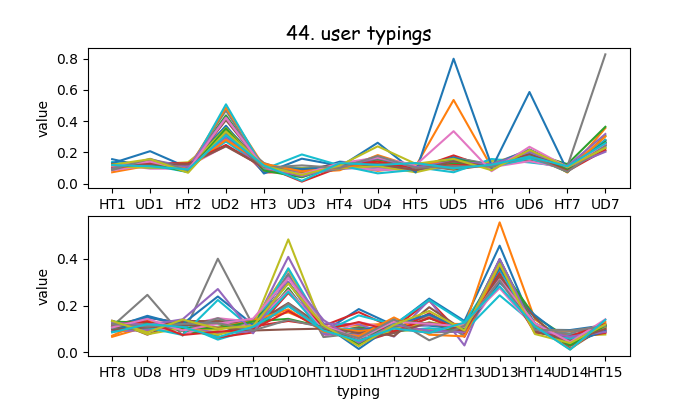 44. user typings
value
0.8
0.6
0.4
0.2
0.0
HT1 UD1 HT2 UD2 HT3 UD3 HT4 UD4 HT5 UD5 HT6 UD6 HT7 UD7
value
0.4
0.2
0.0
HT8 UD8 HT9 UD9 HT10 UD10 HT11 UD11 HT12 UD12 HT13 UD13 HT14 UD14 HT15
typing